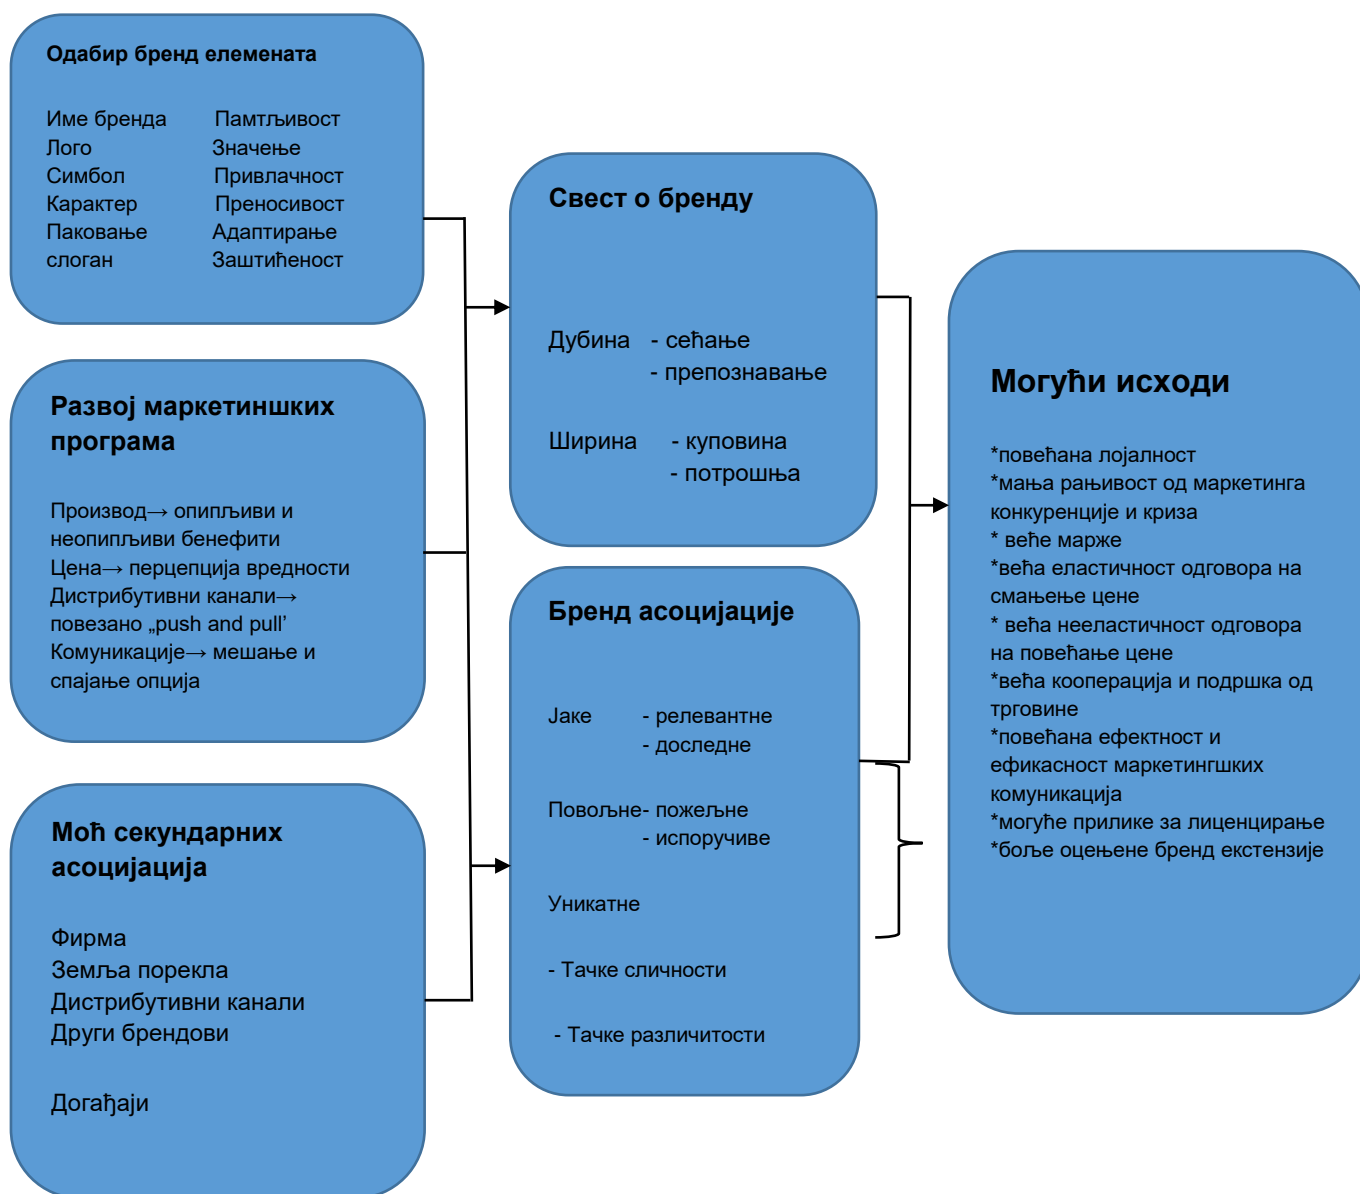 Одабир бренд елемената
Име бренда Памтљивост
Лого Значење
Симбол Привлачност
Карактер Преносивост
Паковање Адаптирање
слоган Заштићеност
Развој маркетиншких
програма
Производ→ опипљиви и
неопипљиви бенефити
Цена→ перцепција вредности
Дистрибутивни канали→
повезано „push and pull’
Комуникације→ мешање и
спајање опција
Моћ секундарних
асоцијација
Фирма
Земља порекла
Дистрибутивни канали
Други брендови
Догађаји
Свест о бренду
Дубина - сећање
- препознавање
Ширина - куповина
- потрошња
Бренд асоцијације
Јаке - релевантне
- доследне
Повољне- пожељне
- испоручиве
Уникатне
- Тачке сличности
- Тачке различитости
Могући исходи
*повећана лојалност
*мања рањивост од маркетинга
конкуренције и криза
* веће марже
*већа еластичност одговора на
смањење цене
* већа нееластичност одговора
на повећање цене
*већа кооперација и подршка од
трговине
*повећана ефектност и
ефикасност маркетингшких
комуникација
*могуће прилике за лиценцирање
*боље оцењене бренд екстензије